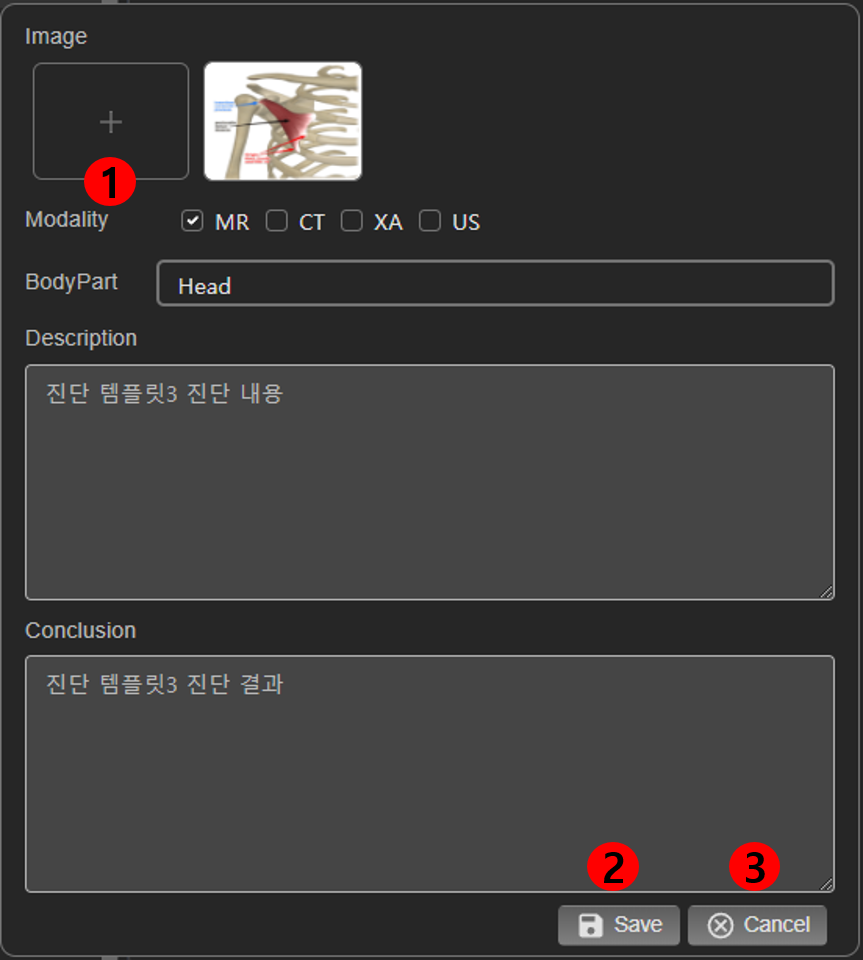 Image
+
1
Modality MR CT XA US
BodyPart Head
Description
진단 템플릿3 진단 내용
Conclusion
진단 템플릿3 진단 결과
2 3
Save Cancel